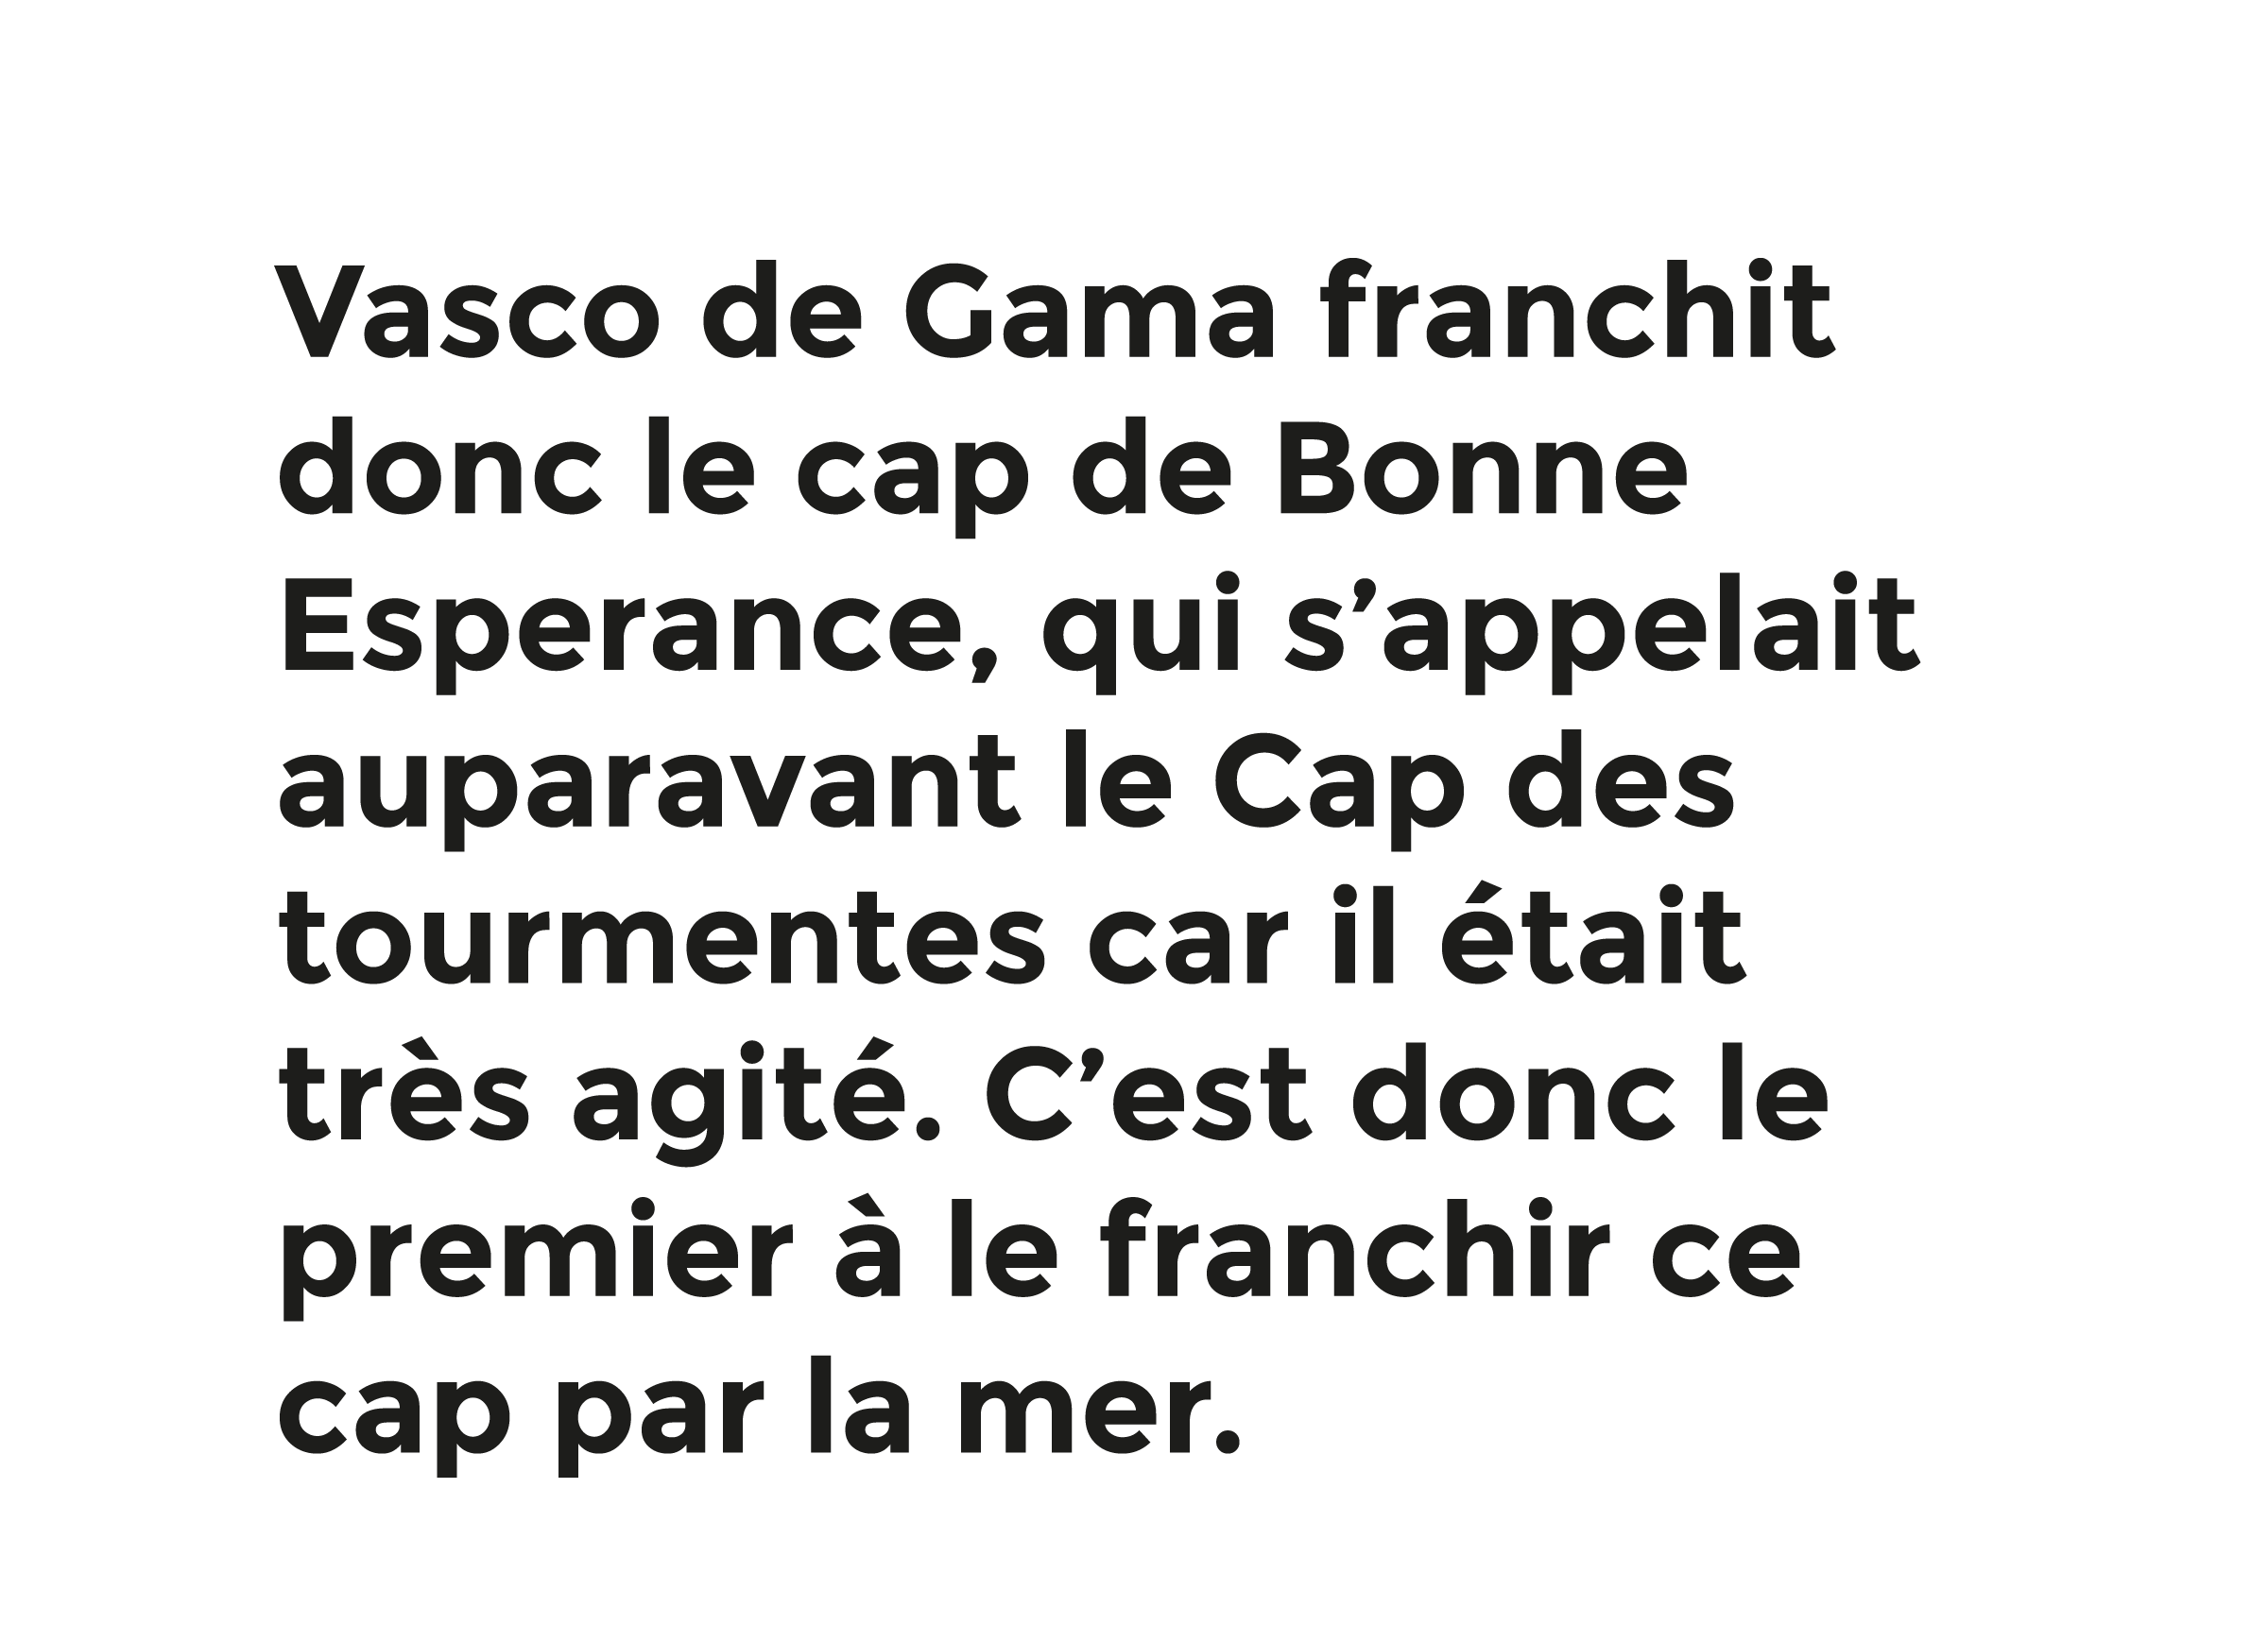 Vasco de Gama franchit
donc le cap de Bonne
Esperance, qui s’appelait
auparavant le Cap des
tourmentes car il était
très agité. C’est donc le
premier à le franchir ce
cap par la mer.